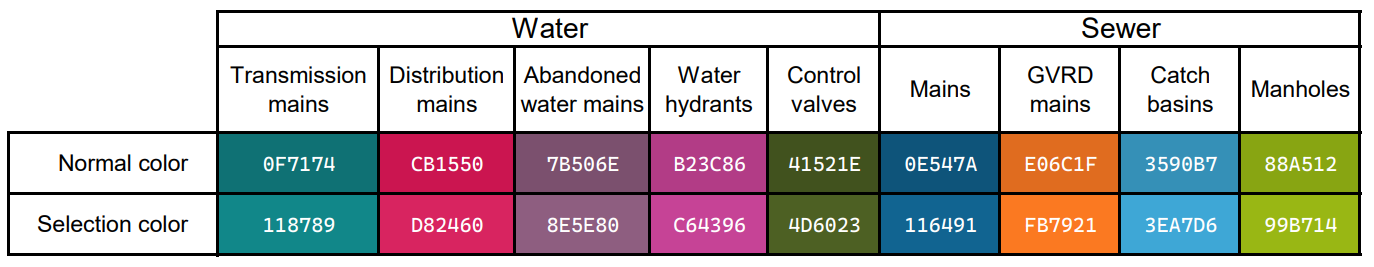 Water Sewer
Transmission mains Distribution mains Abandoned water mains Water hydrants Control valves Mains GVRD mains Catch basins Manholes
Normal color 0F7174 CB1550 7B506E B23C86 41521E 0E547A E06C1F 3590B7 88A512
Selection color 118789 D82460 8E5E80 C64396 4D6023 116491 FB7921 3EA7D6 99B714